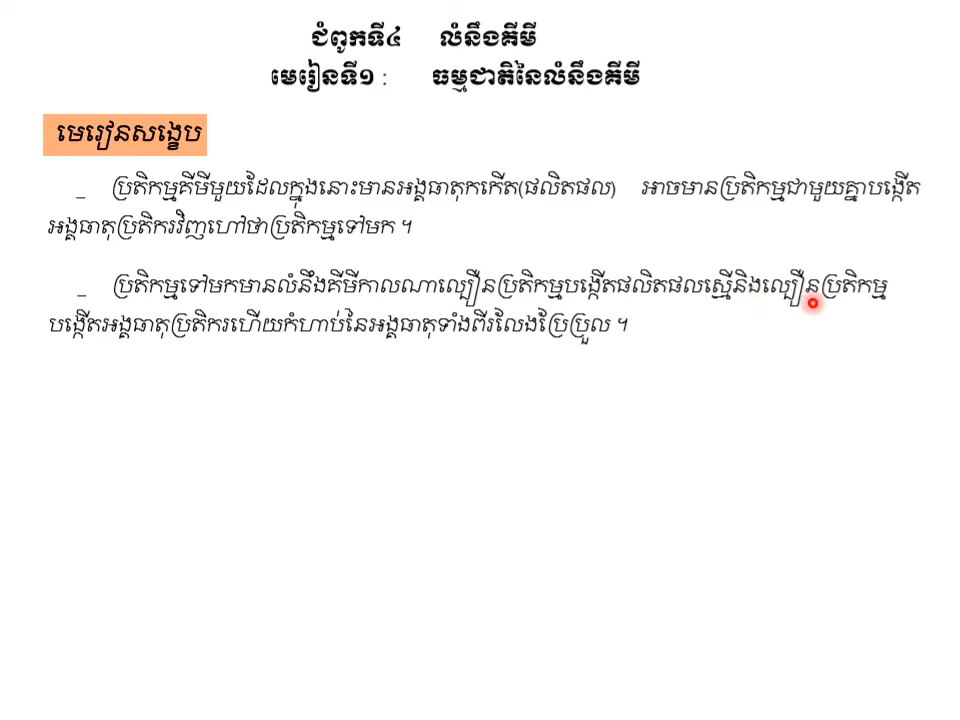 ជំពូកទី៤ លំនឹងគីមី
មេរៀនទី១ : ធម្មជាតិនៃលំនឹងគីមី
មេរៀនសង្ខេប
_ ប្រតិកម្មគីមីមួយដែលក្នុងនោះមានអង្គធាតុកកើត(ផលិតផល) អាចមានប្រតិកម្មជាមួយគ្នាបង្កើត
អង្គធាតុប្រតិករវិញហៅថាប្រតិកម្មទៅមក ។
_ ប្រតិកម្មទៅមកមានលំនឹងគីមីកាលណាល្បឿនប្រតិកម្មបង្កើតផលិតផលស្មើនិងល្បឿនប្រតិកម្ម
បង្កើតអង្គធាតុប្រតិករហើយកំហាប់នៃអង្គធាតុទាំងពីរលែងប្រែប្រួល ។